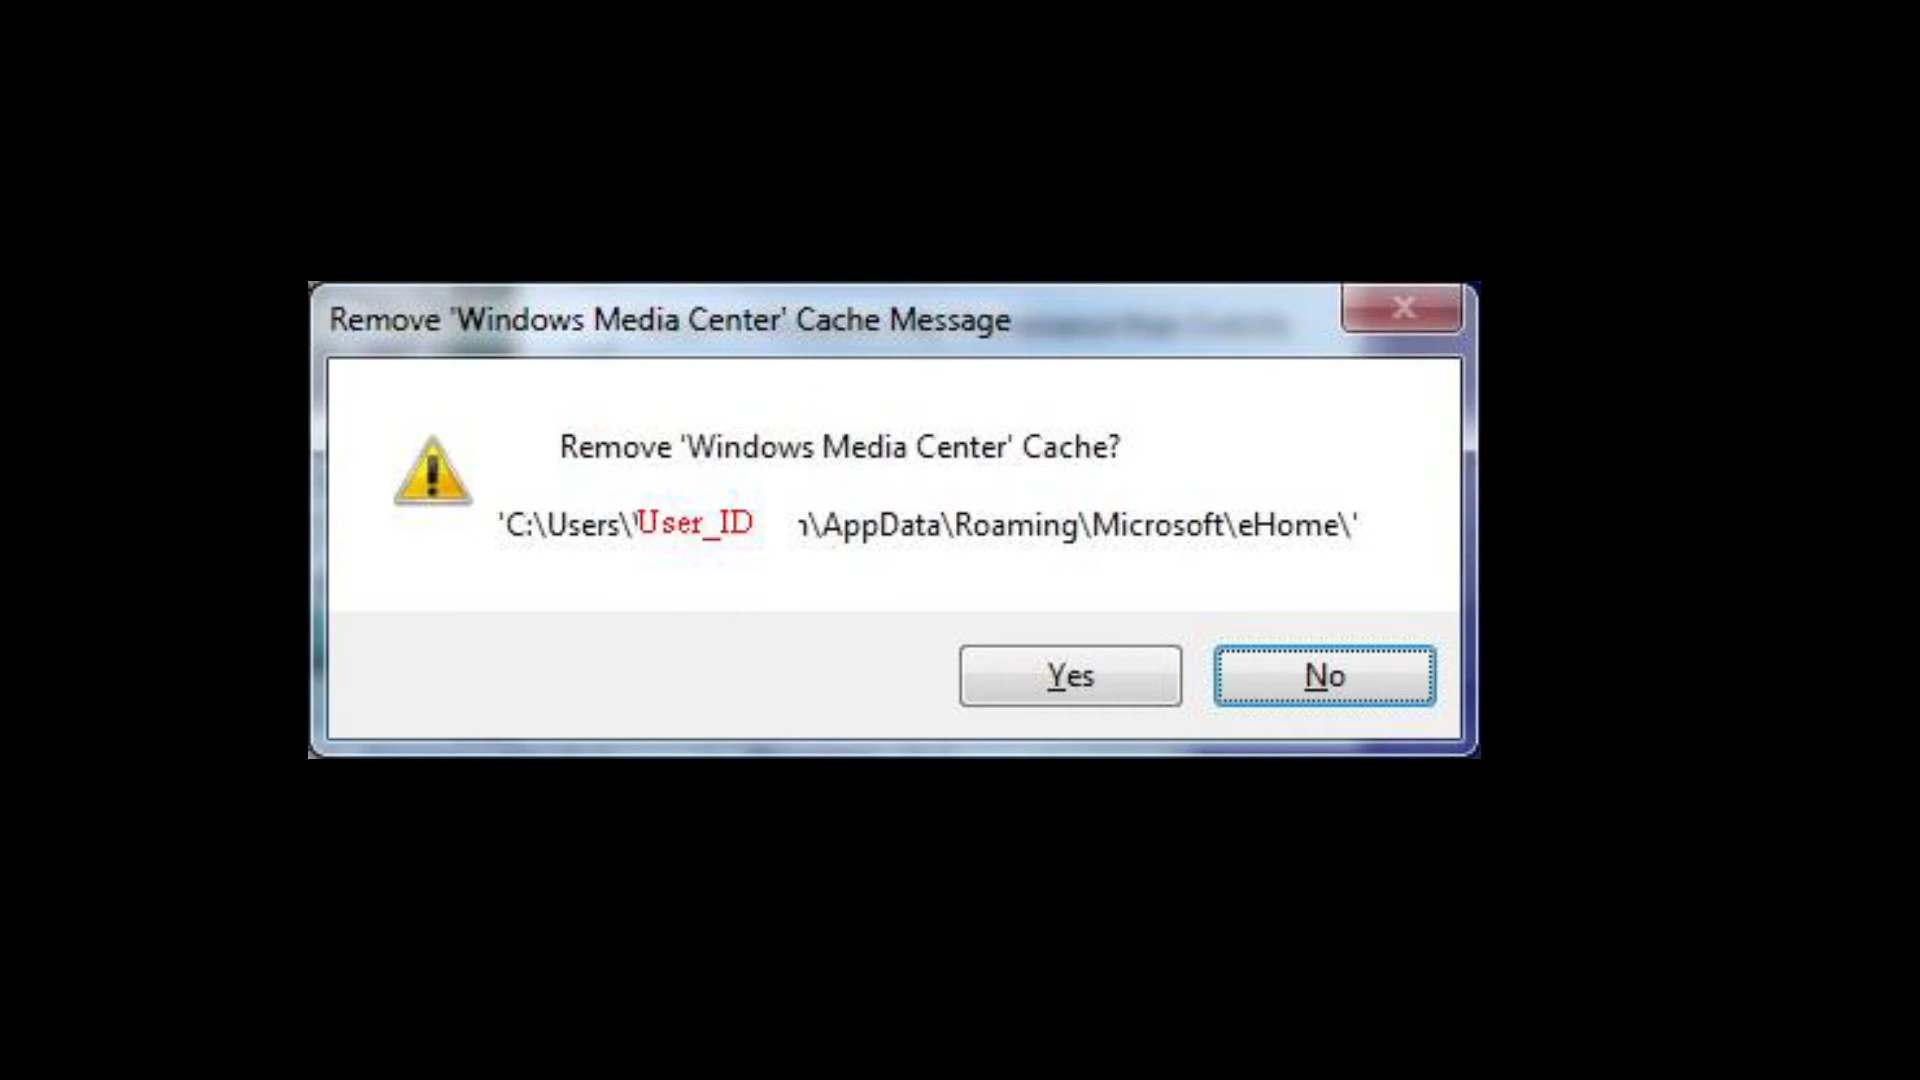 Remove 'Windows Media Center' Cache Message
Remove 'Windows Media Center' Cache?
'C:\Users\User_ID \AppData\Roaming\Microsoft\eHome\'
Yes
No